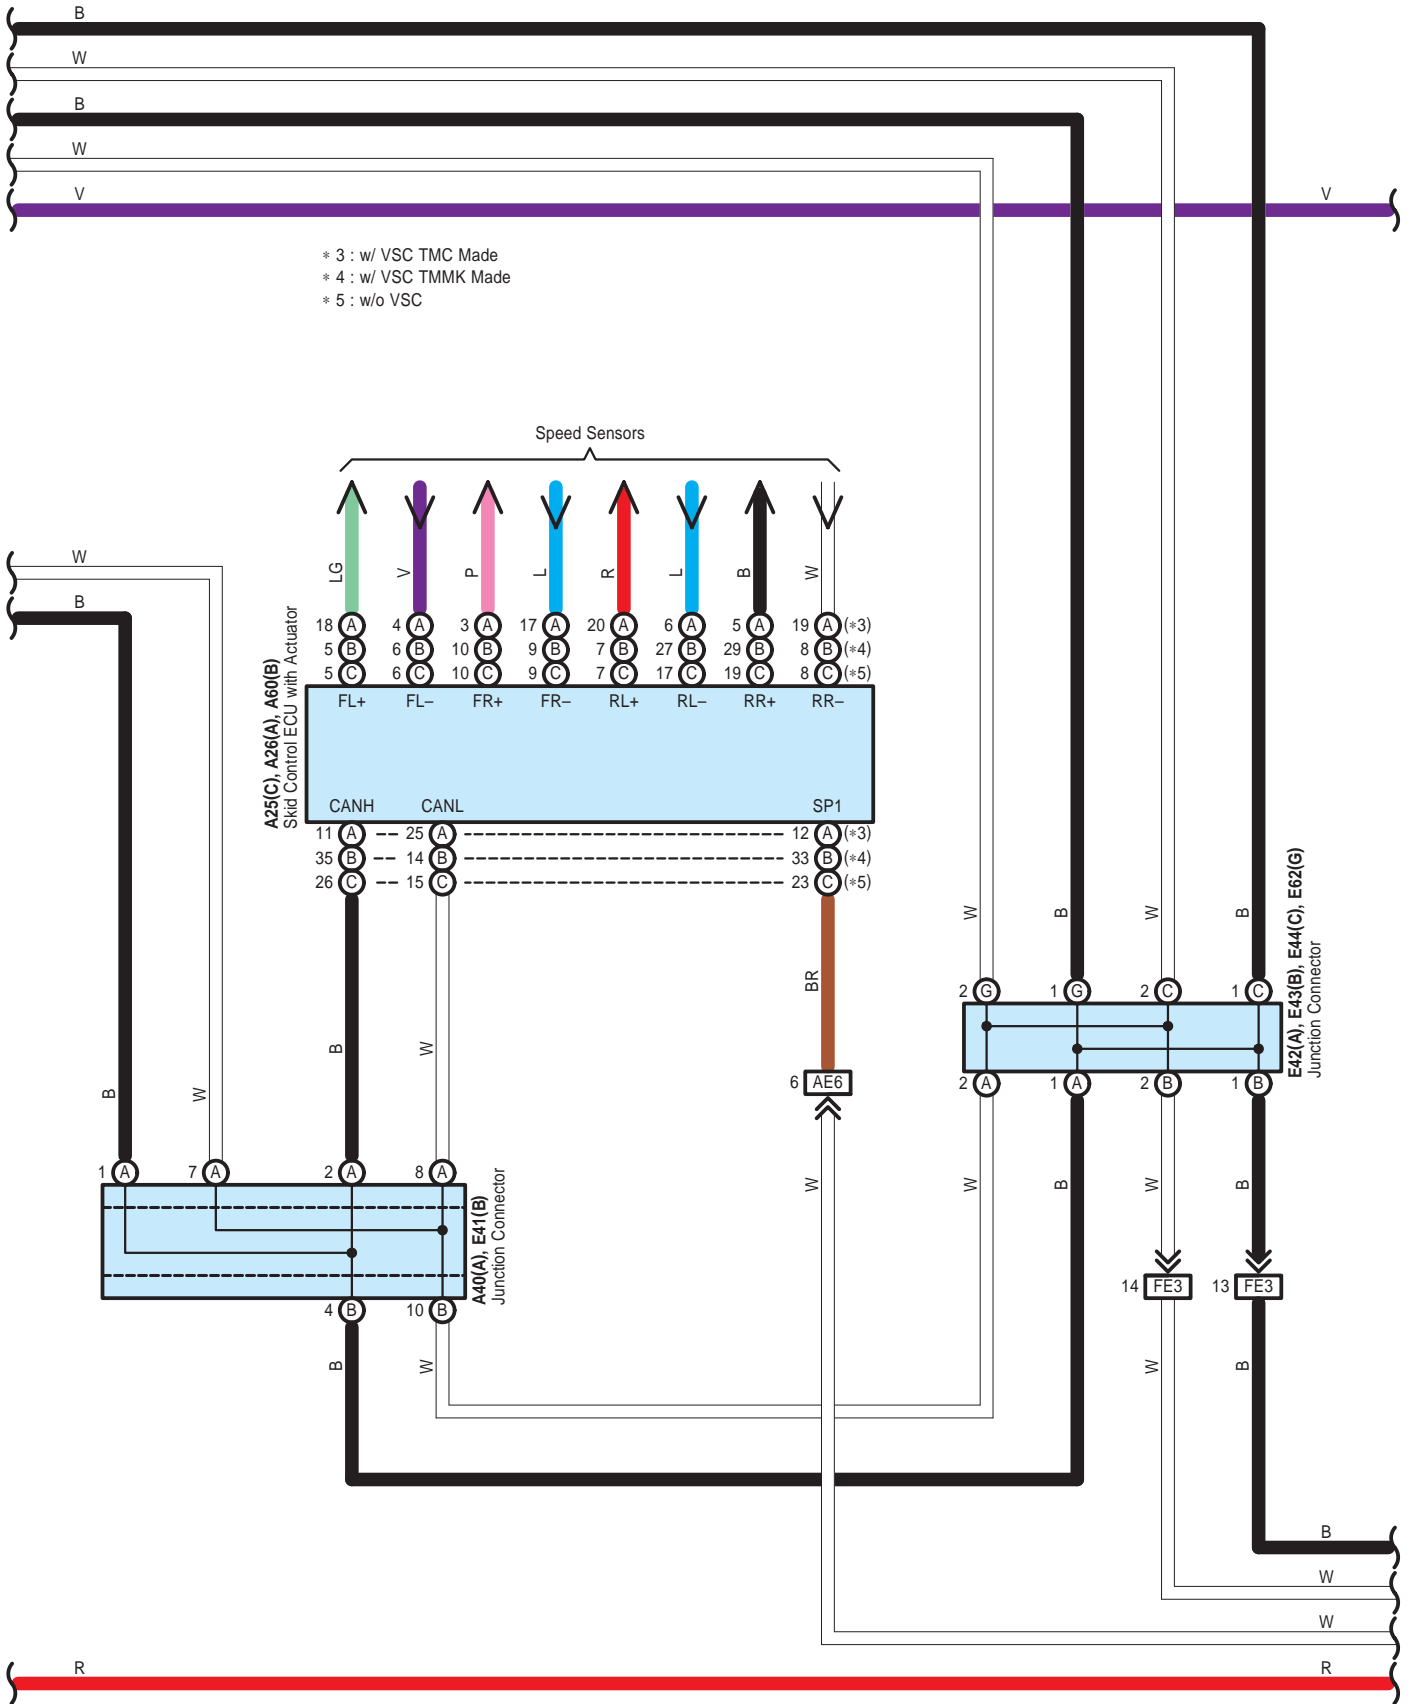 B
W
B
W
V V
* 3 : w/ VSC TMC Made
* 4 : w/ VSC TMMK Made
* 5 : w/o VSC
Speed Sensors
W
B
LG V P L R L B W
18 A 4 A 3 A 17 A 20 A 6 A 5 A 19 A (*3)
5 B 6 B 10 B 9 B 7 B 27 B 29 B 8 B (*4)
5 C 6 C 10 C 9 C 7 C 17 C 19 C 8 C (*5)
FL+ FL– FR+ FR– RL+ RL– RR+ RR–
A25(C), A26(A), A60(B)
Skid Control ECU with Actuator
CANH CANL SP1
11 A 25 A 12 A (*3)
35 B 14 B 33 B (*4)
26 C 15 C 23 C (*5)
W B W B
BR
2 G 1 G 2 C 1 C
E42(A), E43(B), E44(C), E62(G)
Junction Connector
B W
6 AE6
2 A 1 A 2 B 1 B
B W
1 A 7 A 2 A 8 A
W W B W B
A40(A), E41(B)
Junction Connector
14 FE3 13 FE3
4 B 10 B
B W W B
B
W
W
R R